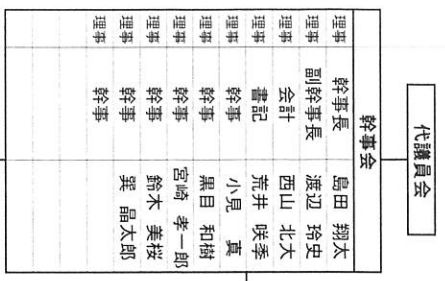 代議員会
幹事会
理事 幹事長 島田 翔太
理事 副幹事長 渡辺 玲史
理事 会計 西山 北大
理事 書記 荒井 咲季
理事 幹事 小見 真
理事 幹事 黒目 和樹
理事 幹事 宮崎 孝一郎
理事 幹事 鈴木 美桜
理事 幹事 巽 晶太郎
理事 幹事